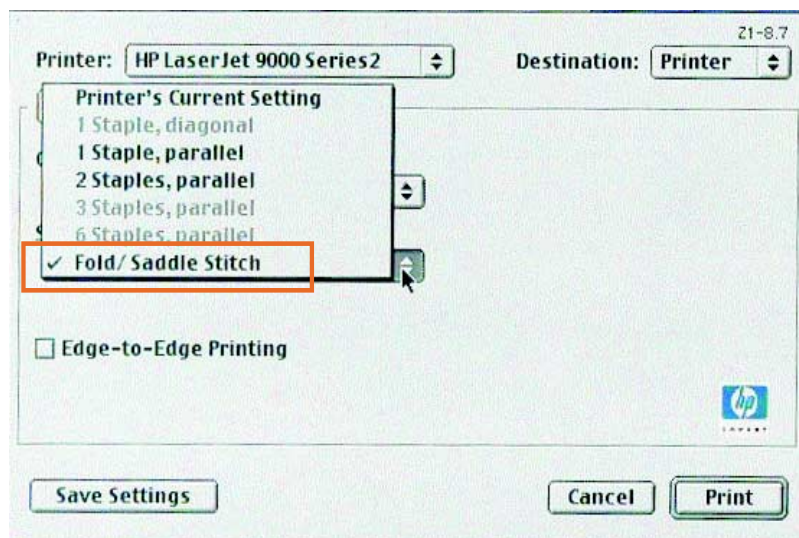 Z1-8.7
Printer: HP LaserJet 9000 Series2 Destination: Printer
Printer's Current Setting
1 Staple, diagonal
1 Staple, parallel
2 Staples, parallel
3 Staples, parallel
6 Staples, parallel
✓ Fold/Saddle Stitch
Edge-to-Edge Printing
hp
invent
Save Settings Cancel Print